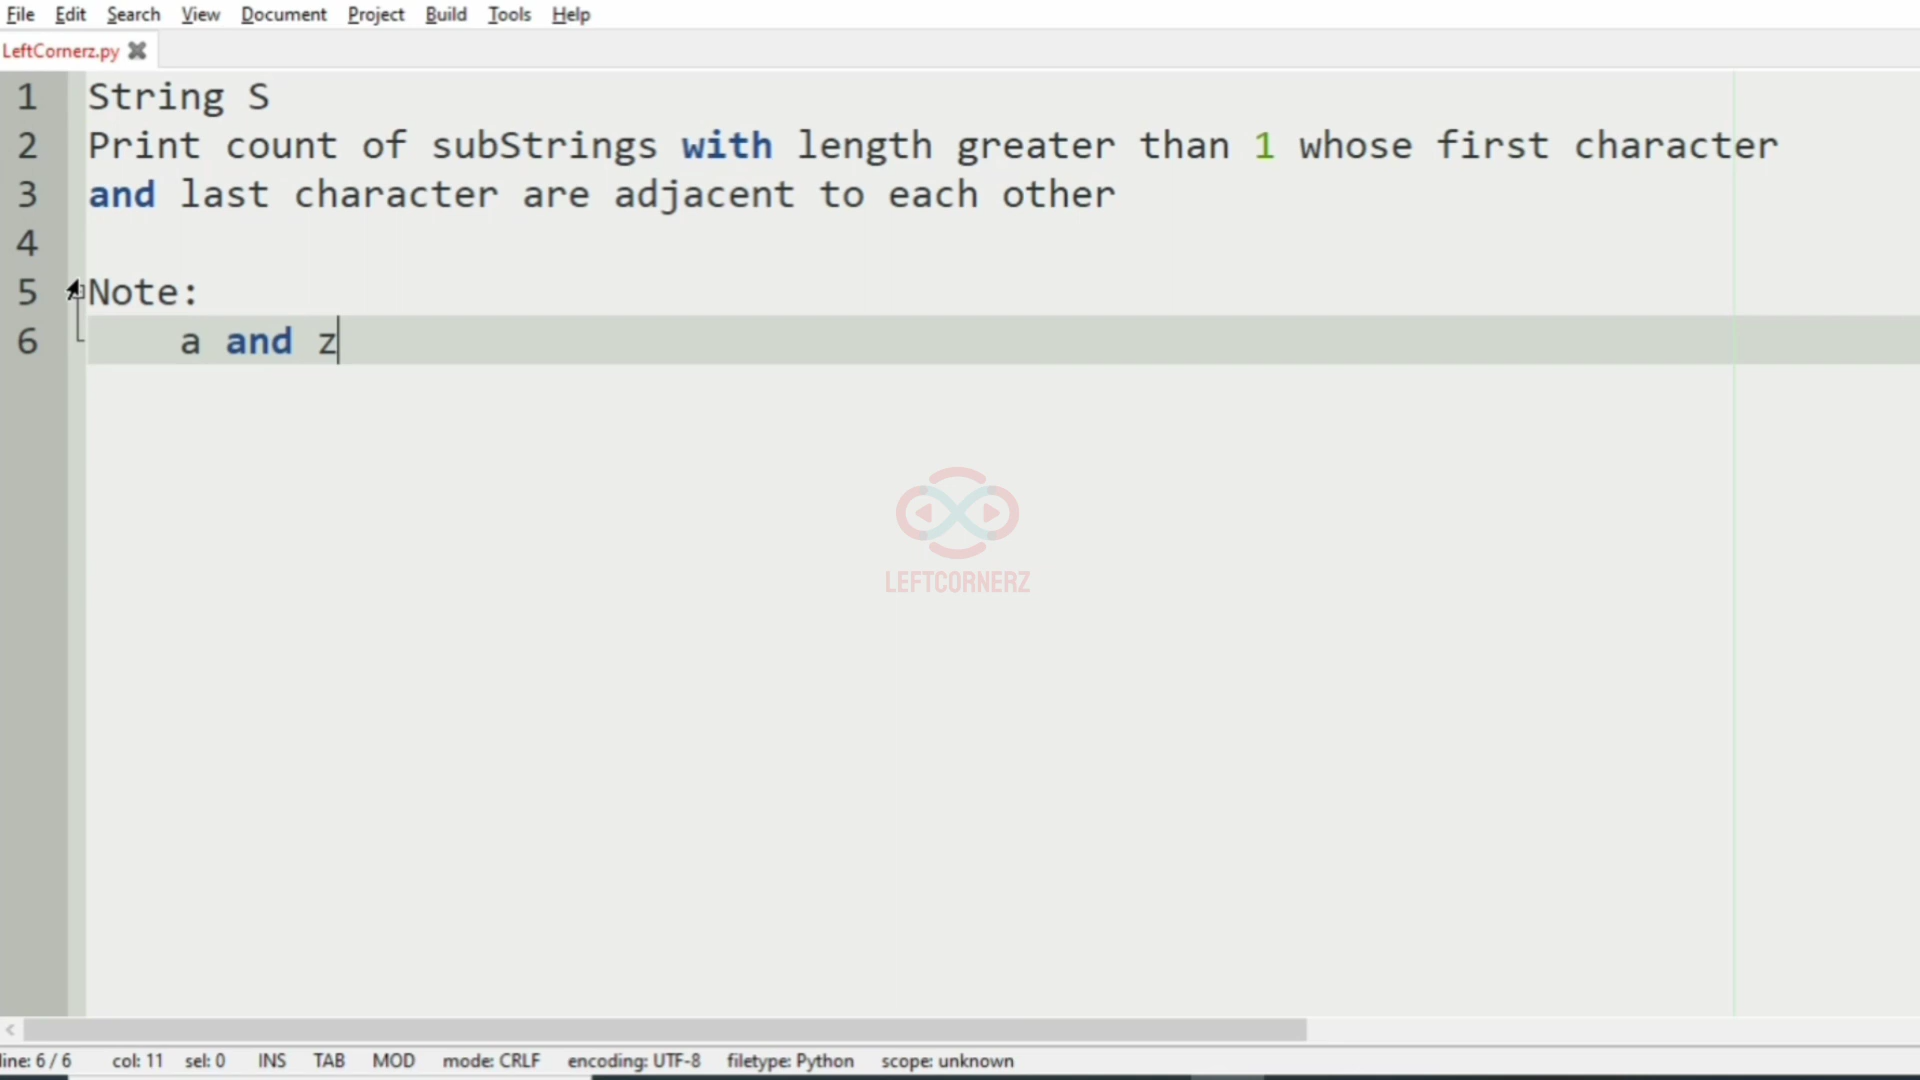 File Edit Search View Document Project Build Tools Help
LeftCornerz.py
1 String S
2 Print count of subStrings with length greater than 1 whose first character
3 and last character are adjacent to each other
4
5 Note:
6 a and z
LEFTCORNERZ
line: 6 / 6 col: 11 sel: 0 INS TAB MOD mode: CRLF encoding: UTF-8 filetype: Python scope: unknown